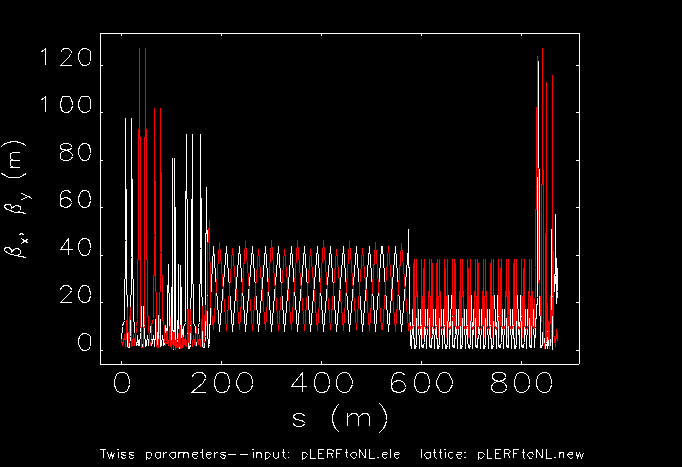 βx, βy (m)
120
100
80
60
40
20
0
0 200 400 600 800
s (m)
Twiss parameters--input: pLERFtoNL.ele lattice: pLERFtoNL.new